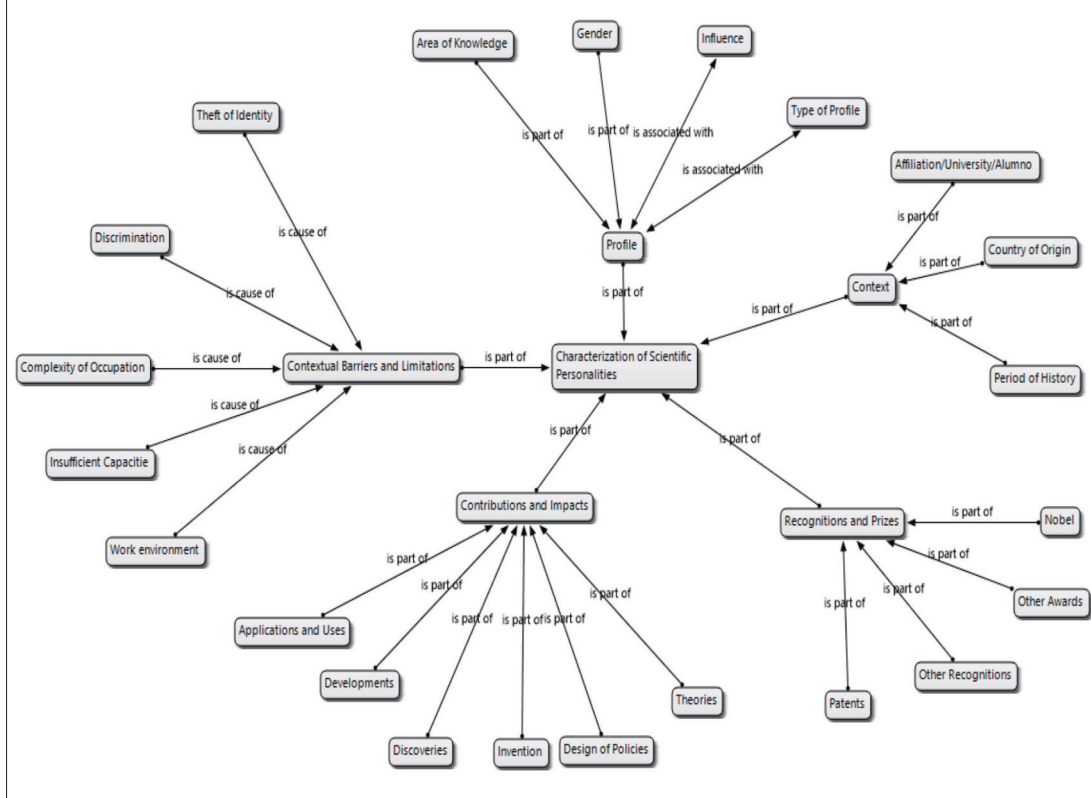 Gender
Influence
Area of Knowledge
Type of Profile
Theft of Identity
is part of
is part of
is associated with
Affiliation/University/Alumno
is associated with
is part of
Discrimination
is cause of
Profile
Country of Origin
is part of
Context
is cause of
is part of
is part of
is part of
Complexity of Occupation
is cause of
Contextual Barriers and Limitations
is part of
Characterization of Scientific
Personalities
Period of History
is cause of
is part of
is part of
Insufficient Capacitie
is cause of
Contributions and Impacts
Recognitions and Prizes
is part of
Nobel
Work environment
is part of
is part of
is part of
is part of
is part of
is part of
Other Awards
is part of
is part of
is part of
Applications and Uses
Developments
Other Recognitions
Theories
Patents
Discoveries
Invention
Design of Policies